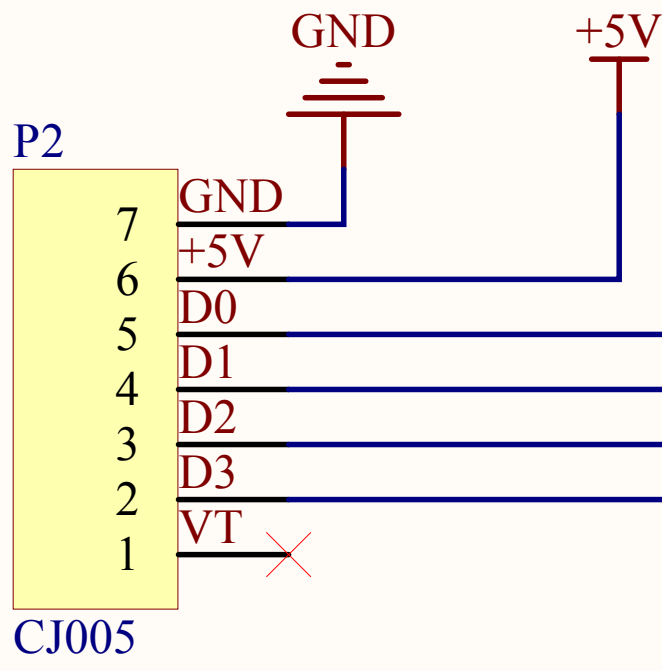 GND
+5V
P2
7 GND
6 +5V
5 D0
4 D1
3 D2
2 D3
1 VT
CJ005